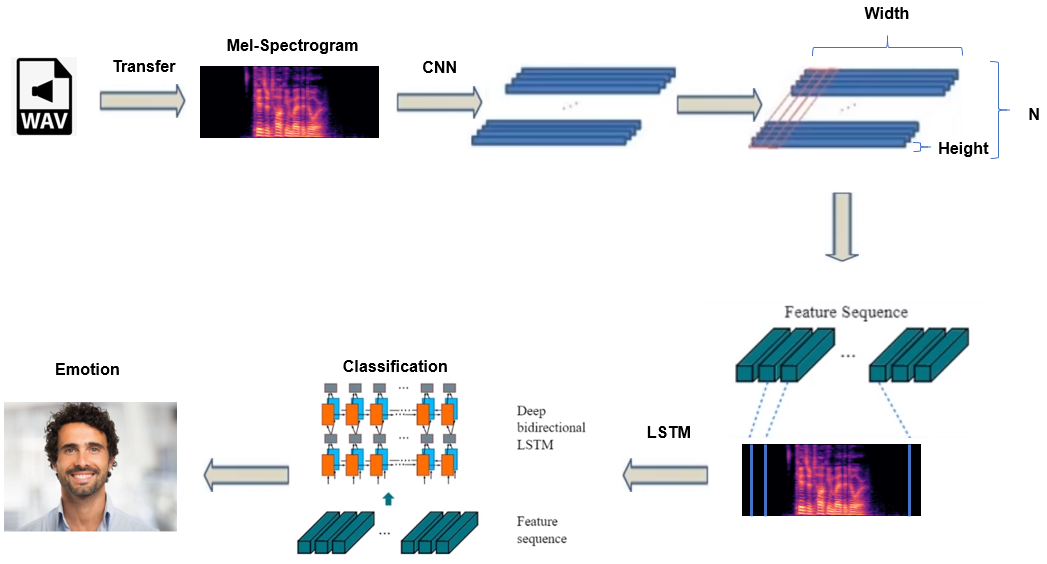 Width
Mel-Spectrogram
Transfer
CNN
WAV
N
Height
Feature Sequence
...
Emotion
Classification
...
Deep
bidirectional
LSTM
LSTM
...
Feature
sequence
...